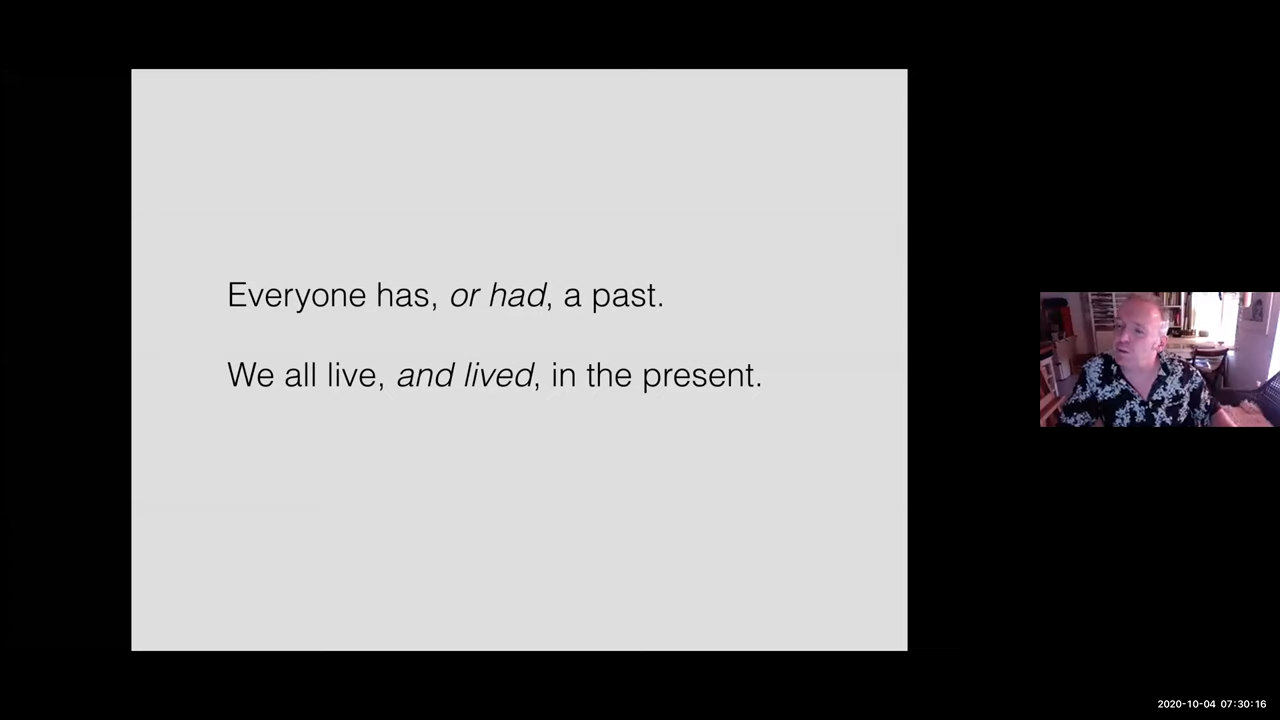 Everyone has, or had, a past.
We all live, and lived, in the present.
2020-10-04 07:30:16